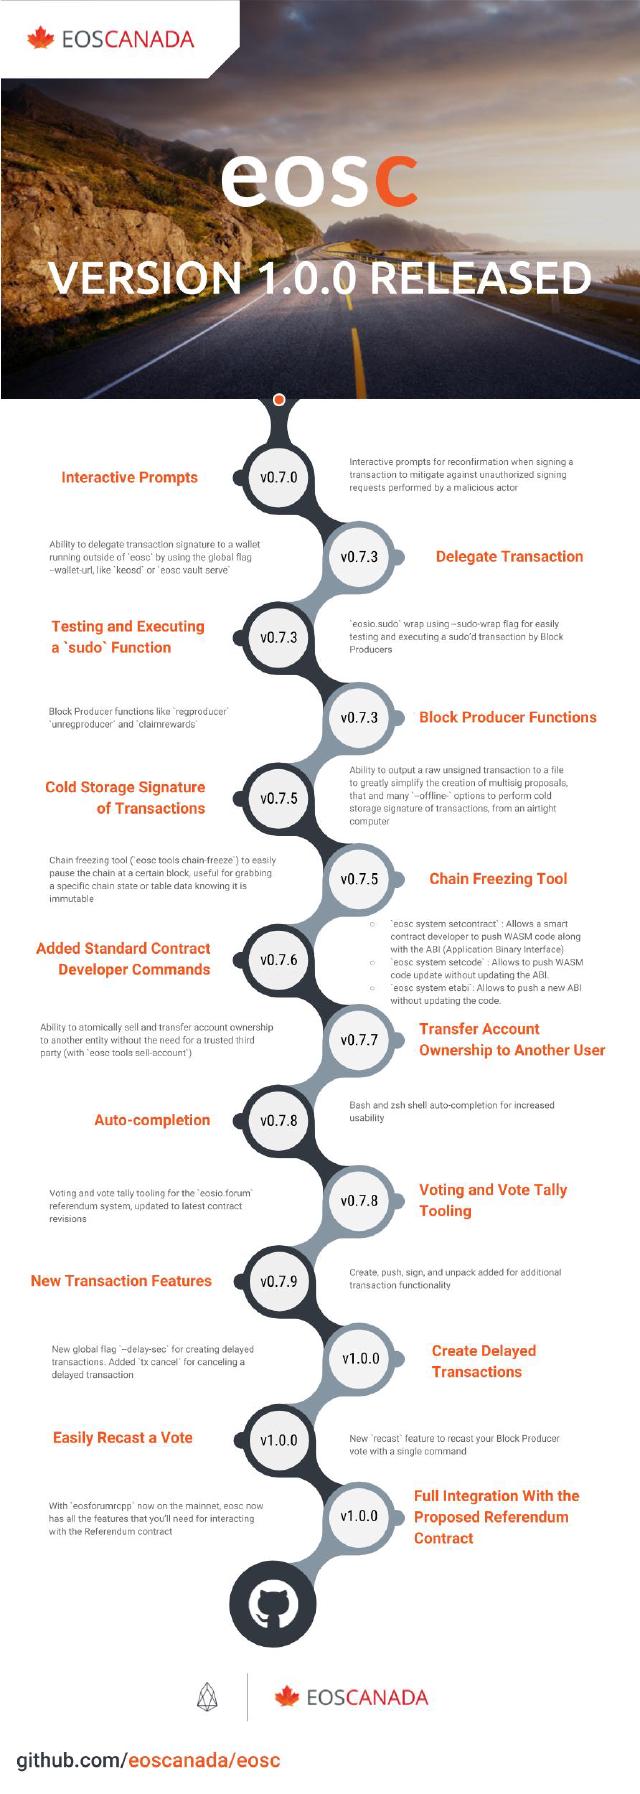 EOSCANADA
eosc
VERSION 1.0.0 RELEASED
Interactive Prompts
v0.7.0
Interactive prompts for reconfirmation when signing a
transaction to mitigate against unauthorized signing
requests performed by a malicious actor
Ability to delegate transaction signature to a wallet
running outside of `eosc` by using the global flag
--wallet-url, like `keosd` or `eosc vault serve`
v0.7.3
Delegate Transaction
Testing and Executing
a `sudo` Function
v0.7.3
`eosio.sudo` wrap using --sudo-wrap flag for easily
testing and executing a sudo'd transaction by Block
Producers
Block Producer functions like `regproducer`
`unregproducer` and `claimrewards`
v0.7.3
Block Producer Functions
Cold Storage Signature
of Transactions
v0.7.5
Ability to output a raw unsigned transaction to a file
to greatly simplify the creation of multisig proposals,
that and many `--offline-` options to perform cold
storage signature of transactions, from an airtight
computer
Chain freezing tool (`eosc tools chain-freeze`) to easily
pause the chain at a certain block, useful for grabbing
a specific chain state or table data knowing it is
immutable
v0.7.5
Chain Freezing Tool
Added Standard Contract
Developer Commands
v0.7.6
○ `eosc system setcontract` : Allows a smart
contract developer to push WASM code along
with the ABI (Application Binary Interface)
○ `eosc system setcode` : Allows to push WASM
code update without updating the ABI.
○ `eosc system etabi`: Allows to push a new ABI
without updating the code.
Ability to atomically sell and transfer account ownership
to another entity without the need for a trusted third
party (with `eosc tools sell-account`)
v0.7.7
Transfer Account
Ownership to Another User
Auto-completion
v0.7.8
Bash and zsh shell auto-completion for increased
usability
Voting and vote tally tooling for the `eosio.forum`
referendum system, updated to latest contract
revisions
v0.7.8
Voting and Vote Tally
Tooling
New Transaction Features
v0.7.9
Create, push, sign, and unpack added for additional
transaction functionality
New global flag `--delay-sec` for creating delayed
transactions. Added `tx cancel` for canceling a
delayed transaction
v1.0.0
Create Delayed
Transactions
Easily Recast a Vote
v1.0.0
New `recast` feature to recast your Block Producer
vote with a single command
With `eosforumrcpp` now on the mainnet, eosc now
has all the features that you'll need for interacting
with the Referendum contract
v1.0.0
Full Integration With the
Proposed Referendum
Contract
EOSCANADA
github.com/eoscanada/eosc